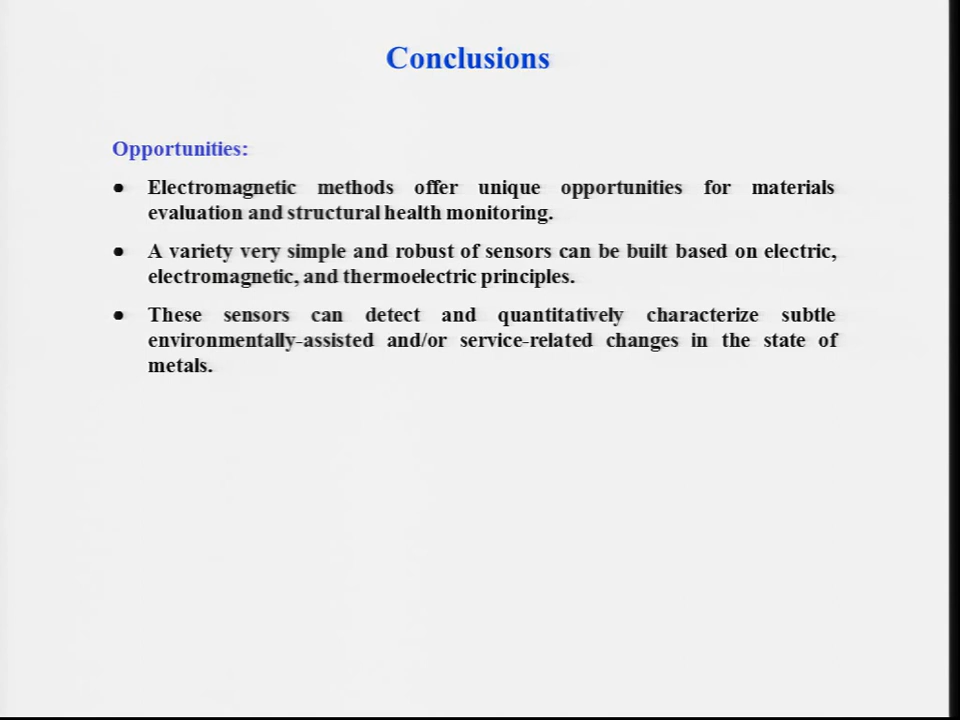 Conclusions
Opportunities:
● Electromagnetic methods offer unique opportunities for materials
evaluation and structural health monitoring.
● A variety very simple and robust of sensors can be built based on electric,
electromagnetic, and thermoelectric principles.
● These sensors can detect and quantitatively characterize subtle
environmentally-assisted and/or service-related changes in the state of
metals.